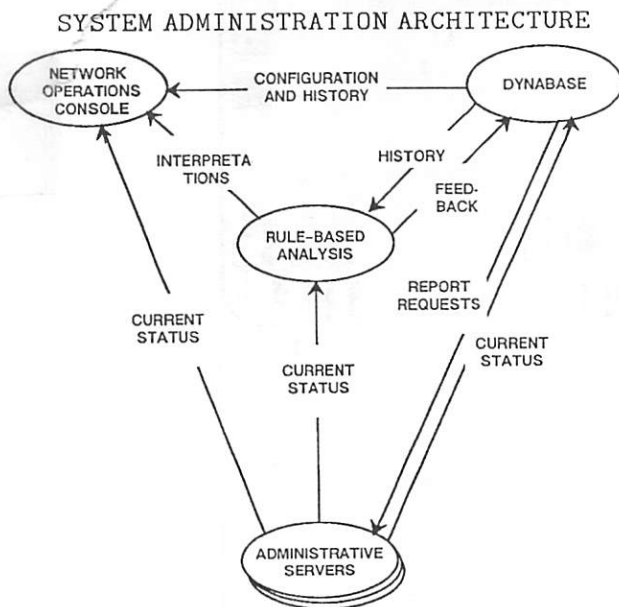 SYSTEM ADMINISTRATION ARCHITECTURE
NETWORK
OPERATIONS
CONSOLE
CONFIGURATION
AND HISTORY
DYNABASE
INTERPRETA
TIONS
HISTORY
FEED-
BACK
RULE-BASED
ANALYSIS
REPORT
REQUESTS
CURRENT
STATUS
CURRENT
STATUS
CURRENT
STATUS
ADMINISTRATIVE
SERVERS